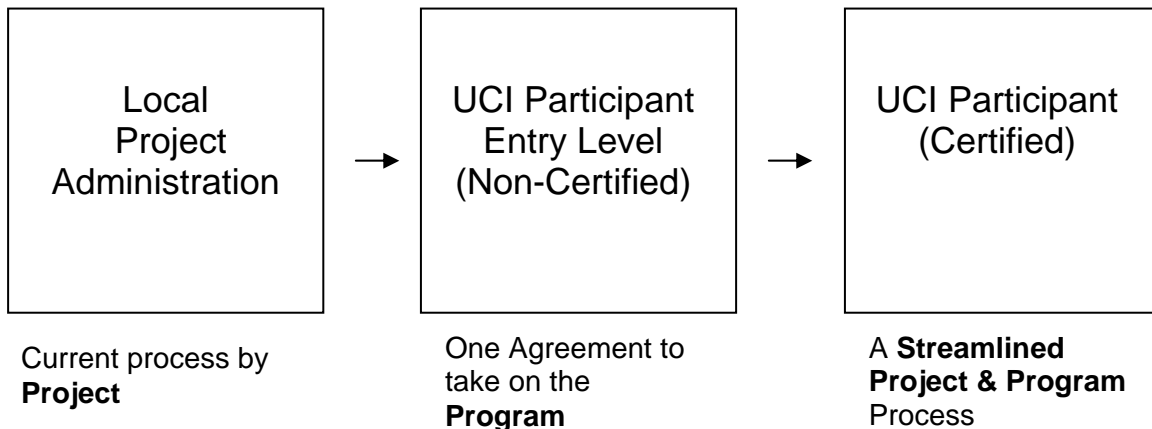 Local
Project
Administration
UCI Participant
Entry Level
(Non-Certified)
UCI Participant
(Certified)
Current process by
Project
One Agreement to
take on the
Program
A Streamlined
Project & Program
Process